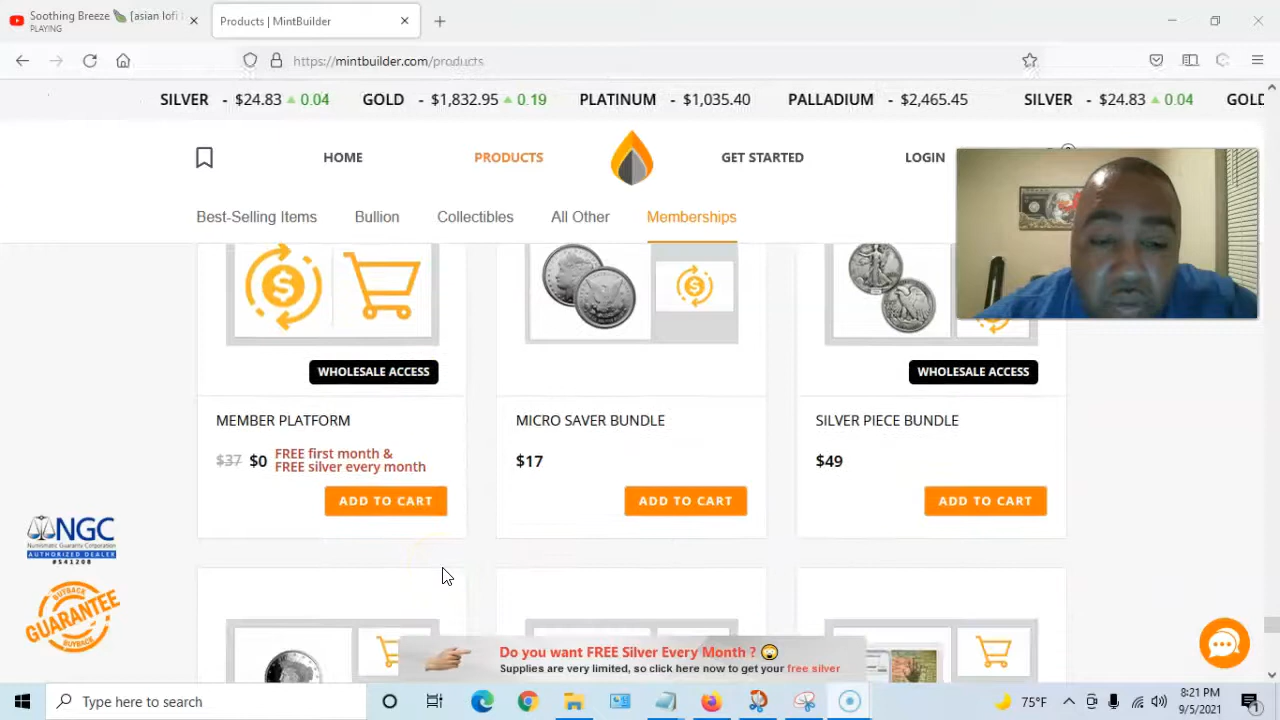 Soothing Breeze 🍃 [asian lofi
PLAYING
Products | MintBuilder
https://mintbuilder.com/products
SILVER - $24.83 ▲ 0.04 GOLD - $1,832.95 ▲ 0.19 PLATINUM - $1,035.40 PALLADIUM - $2,465.45 SILVER - $24.83 ▲ 0.04 GOLD
HOME PRODUCTS GET STARTED LOGIN
Best-Selling Items Bullion Collectibles All Other Memberships
WHOLESALE ACCESS
WHOLESALE ACCESS
MEMBER PLATFORM
$37 $0 FREE first month &
FREE silver every month
ADD TO CART
MICRO SAVER BUNDLE
$17
ADD TO CART
SILVER PIECE BUNDLE
$49
ADD TO CART
NGC
Numismatic Guaranty Corporation
AUTHORIZED DEALER
#541208
BUYBACK
GUARANTEE
BUYBACK
Do you want FREE Silver Every Month ?
Supplies are very limited, so click here now to get your free silver
Type here to search
75°F
8:21 PM
9/5/2021